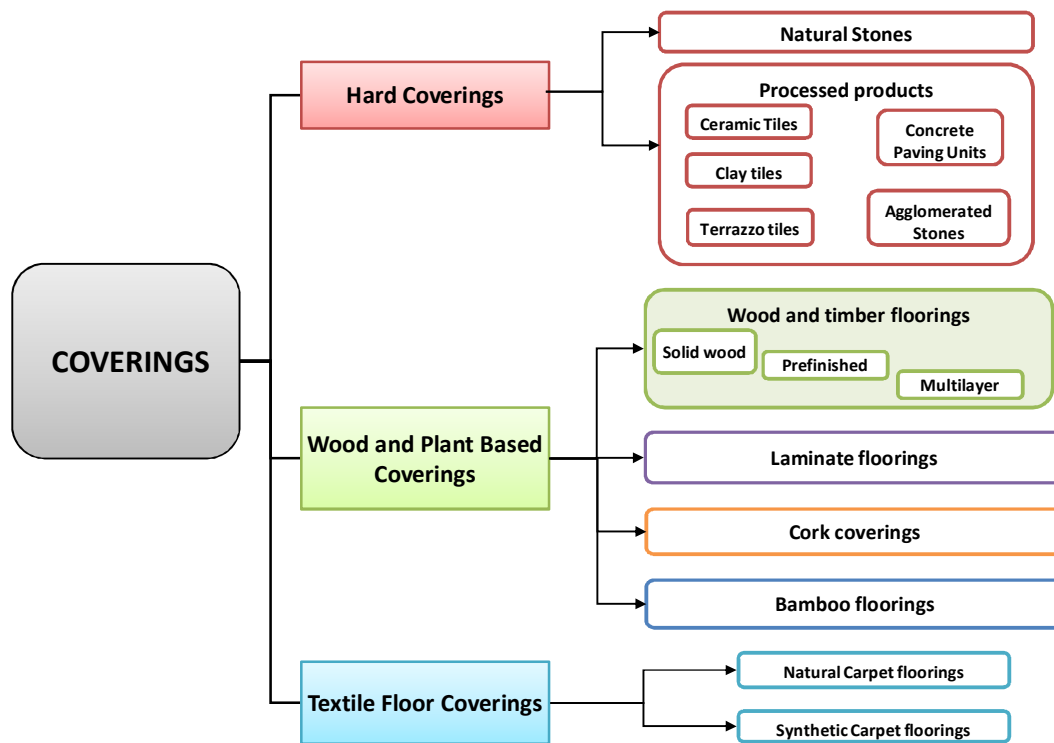 COVERINGS
Hard Coverings
Natural Stones
Processed products
Ceramic Tiles
Concrete
Paving Units
Clay tiles
Terrazzo tiles
Agglomerated
Stones
Wood and Plant Based
Coverings
Wood and timber floorings
Solid wood
Prefinished
Multilayer
Laminate floorings
Cork coverings
Bamboo floorings
Textile Floor Coverings
Natural Carpet floorings
Synthetic Carpet floorings